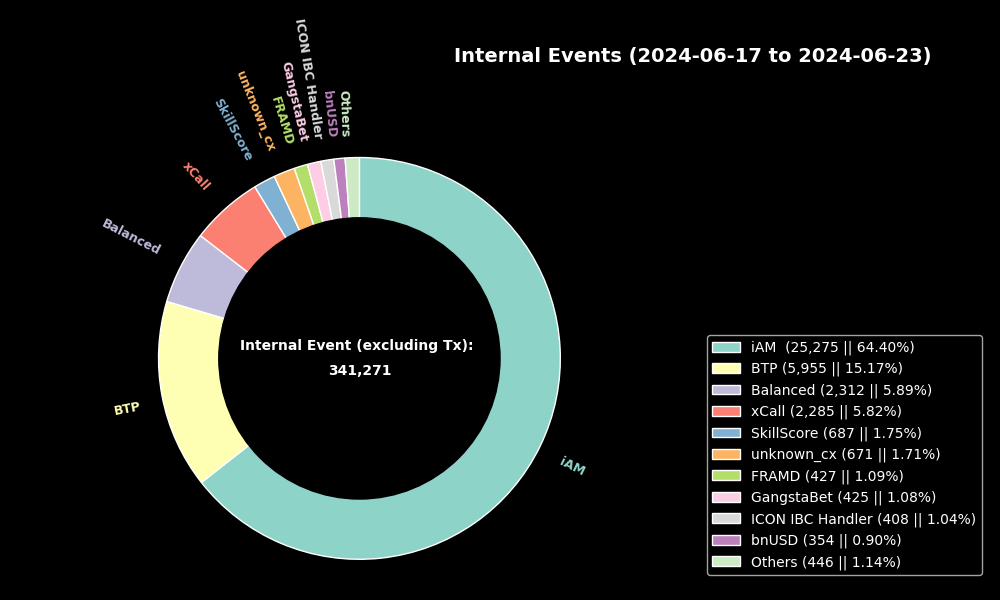 Internal Events (2024-06-17 to 2024-06-23)
Others
bnUSD
ICON IBC Handler
GangstaBet
FRAMD
unknown_cx
SkillScore
xCall
Balanced
BTP
iAM
Internal Event (excluding Tx):
341,271
iAM  (25,275 || 64.40%)
BTP (5,955 || 15.17%)
Balanced (2,312 || 5.89%)
xCall (2,285 || 5.82%)
SkillScore (687 || 1.75%)
unknown_cx (671 || 1.71%)
FRAMD (427 || 1.09%)
GangstaBet (425 || 1.08%)
ICON IBC Handler (408 || 1.04%)
bnUSD (354 || 0.90%)
Others (446 || 1.14%)